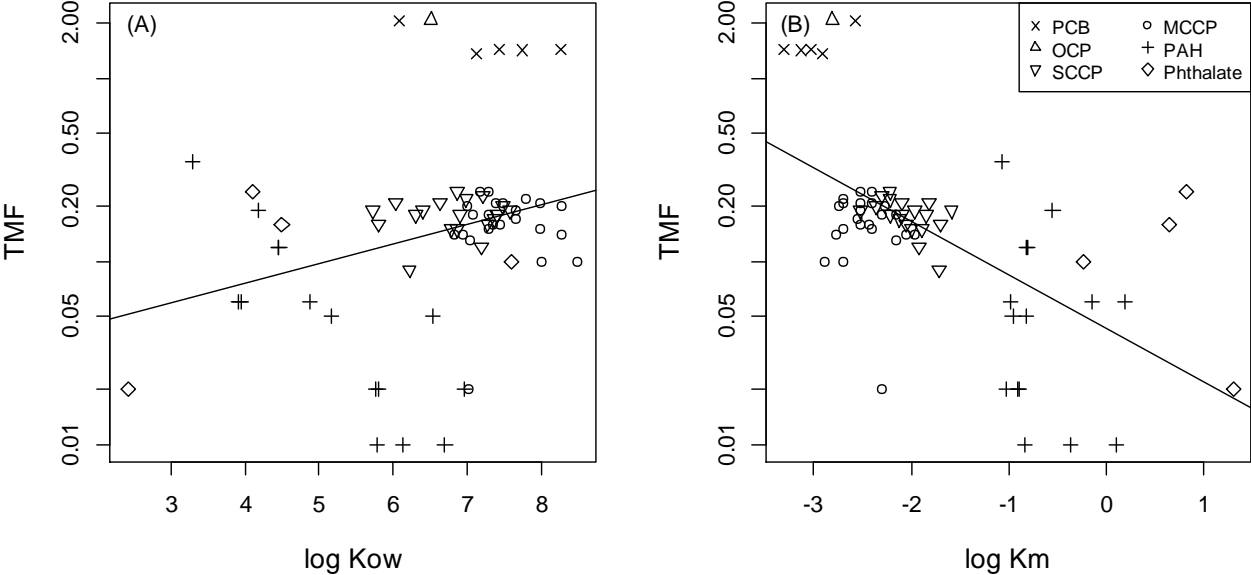 (A)
2.00
0.50
0.20
0.05
0.01
TMF
3 4 5 6 7 8
log Kow
(B)
PCB MCCP
OCP PAH
SCCP Phthalate
2.00
0.50
0.20
0.05
0.01
TMF
-3 -2 -1 0 1
log Km